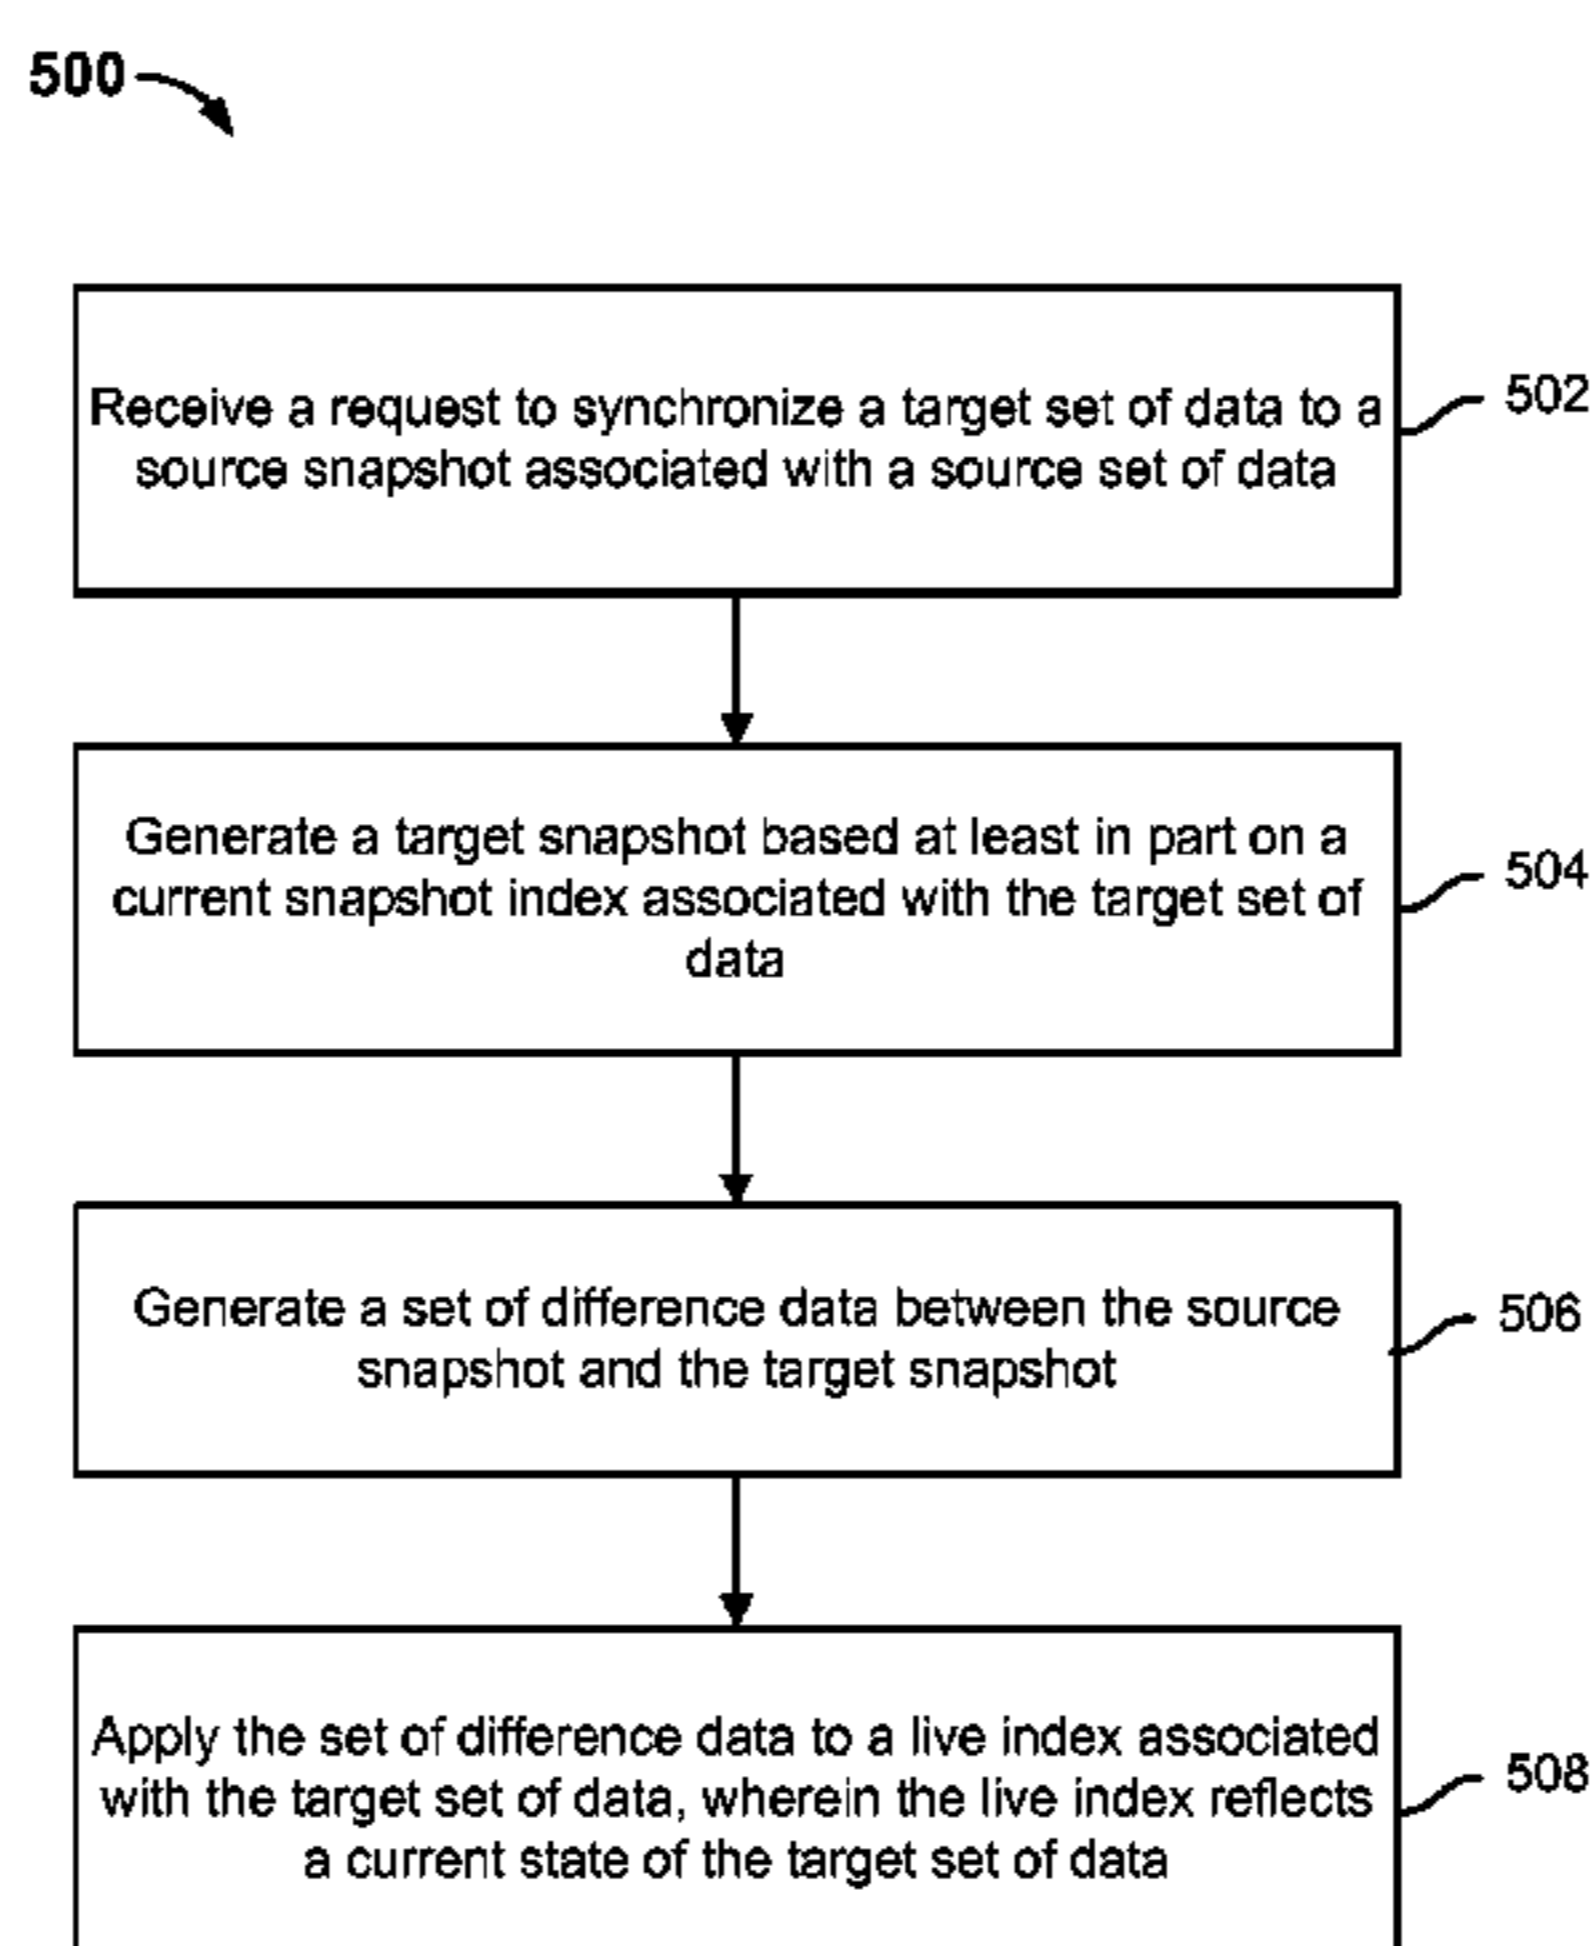 500
Receive a request to synchronize a target set of data to a
source snapshot associated with a source set of data
502
Generate a target snapshot based at least in part on a
current snapshot index associated with the target set of
data
504
Generate a set of difference data between the source
snapshot and the target snapshot
506
Apply the set of difference data to a live index associated
with the target set of data, wherein the live index reflects
a current state of the target set of data
508